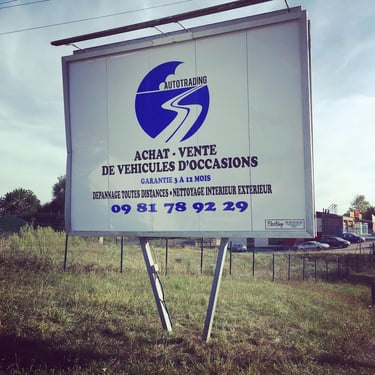 AUTOTRADING
ACHAT - VENTE
DE VEHICULES D'OCCASIONS
GARANTIE 3 A 12 MOIS
DEPANNAGE TOUTES DISTANCES - NETTOYAGE INTERIEUR EXTERIEUR
09 81 78 92 29